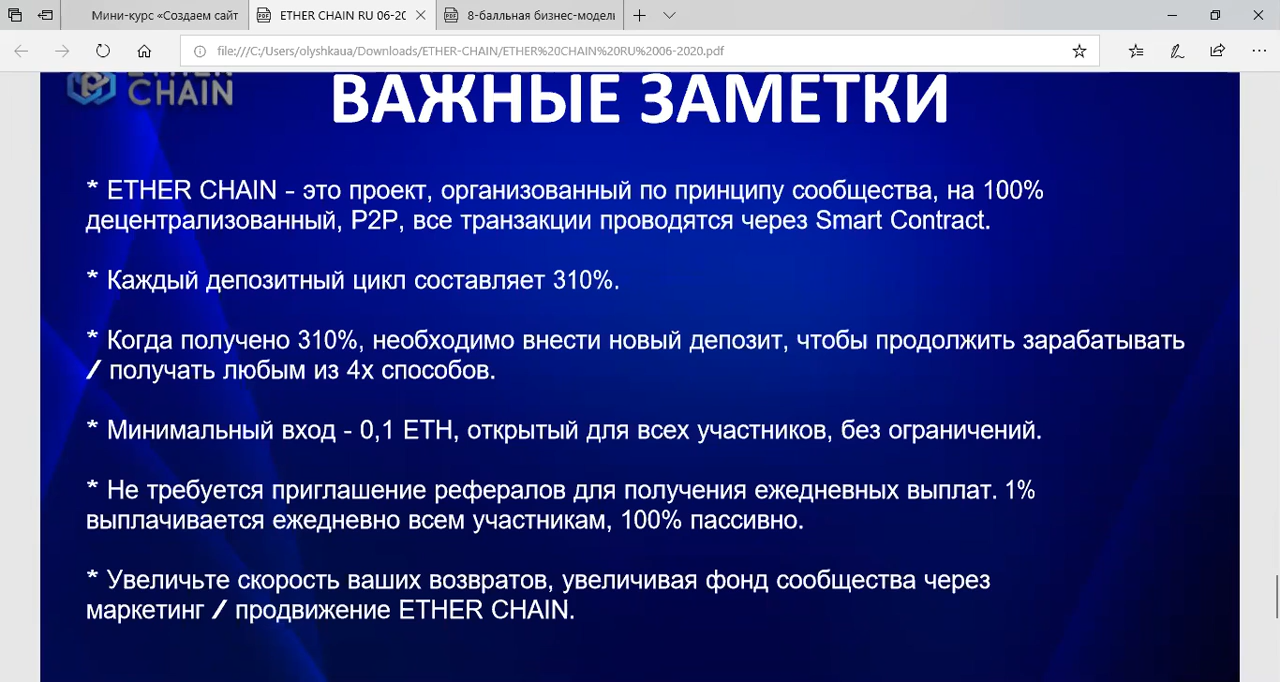 Мини-курс «Создаем сайт
ETHER CHAIN RU 06-20
8-балльная бизнес-модель
file:///C:/Users/olyshkaua/Downloads/ETHER-CHAIN/ETHER%20CHAIN%20RU%2006-2020.pdf
ETHER
CHAIN
ВАЖНЫЕ ЗАМЕТКИ
* ETHER CHAIN - это проект, организованный по принципу сообщества, на 100%
децентрализованный, P2P, все транзакции проводятся через Smart Contract.
* Каждый депозитный цикл составляет 310%.
* Когда получено 310%, необходимо внести новый депозит, чтобы продолжить зарабатывать
/ получать любым из 4х способов.
* Минимальный вход - 0,1 ETH, открытый для всех участников, без ограничений.
* Не требуется приглашение рефералов для получения ежедневных выплат. 1%
выплачивается ежедневно всем участникам, 100% пассивно.
* Увеличьте скорость ваших возвратов, увеличивая фонд сообщества через
маркетинг / продвижение ETHER CHAIN.